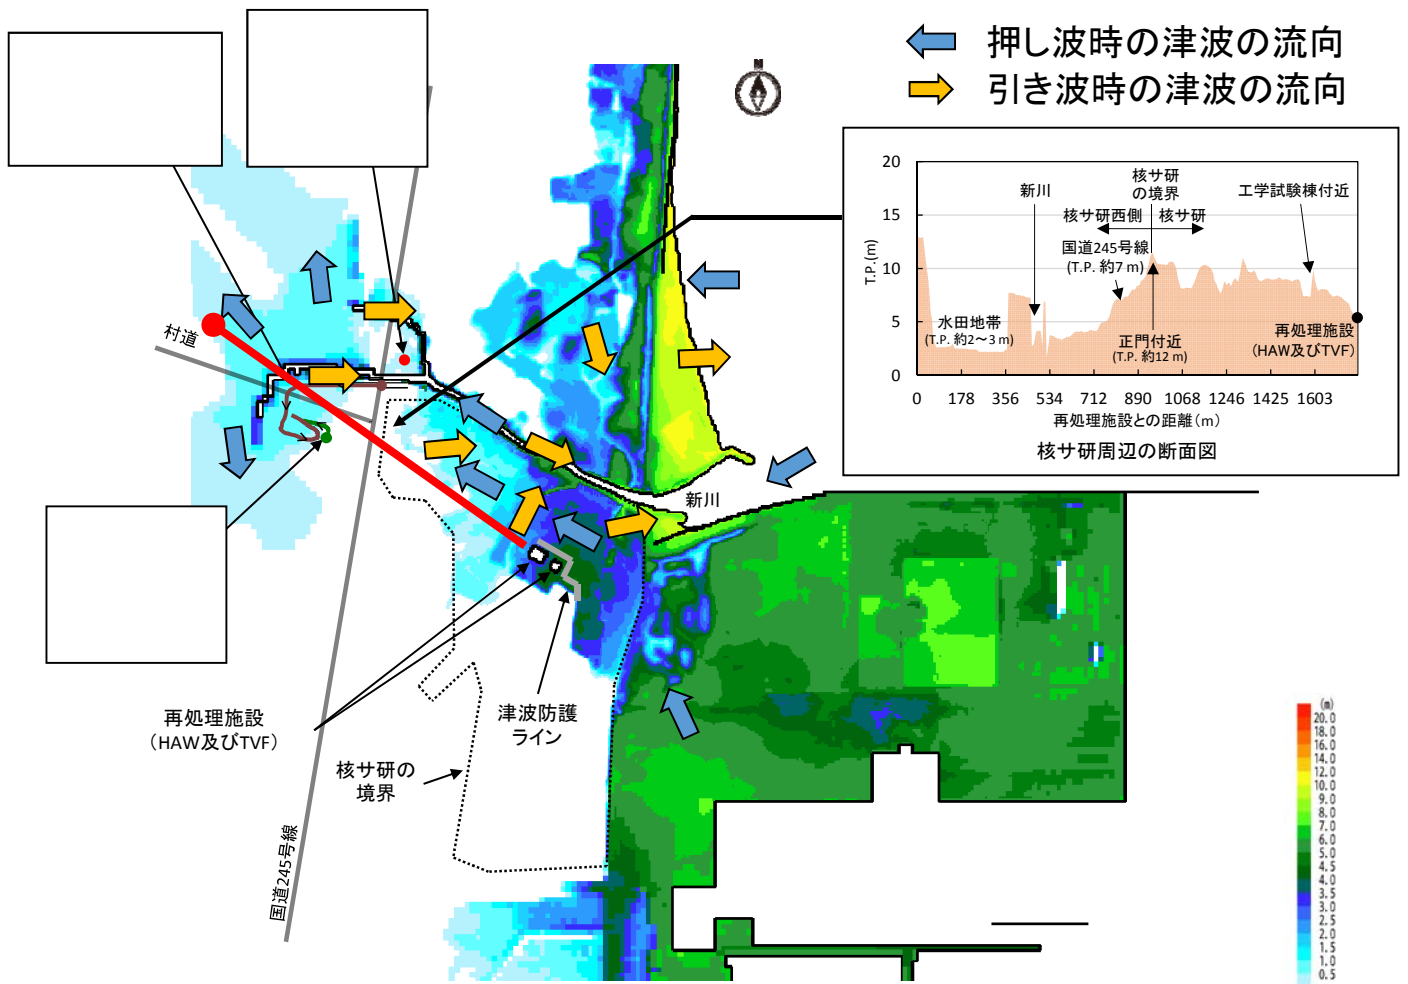 押し波時の津波の流向
引き波時の津波の流向
N
20
15
10
5
0
T.P.(m)
新川
核サ研
の境界
工学試験棟付近
核サ研西側
核サ研
国道245号線
(T.P. 約7 m)
水田地帯
(T.P. 約2~3 m)
正門付近
(T.P. 約12 m)
再処理施設
(HAW及びTVF)
0 178 356 534 712 890 1068 1246 1425 1603
再処理施設との距離(m)
核サ研周辺の断面図
村道
新川
再処理施設
(HAW及びTVF)
津波防護
ライン
核サ研の
境界
国道245号線
(m)
20.0
18.0
16.0
14.0
12.0
10.0
9.0
8.0
7.0
6.0
5.0
4.5
4.0
3.5
3.0
2.5
2.0
1.5
1.0
0.5